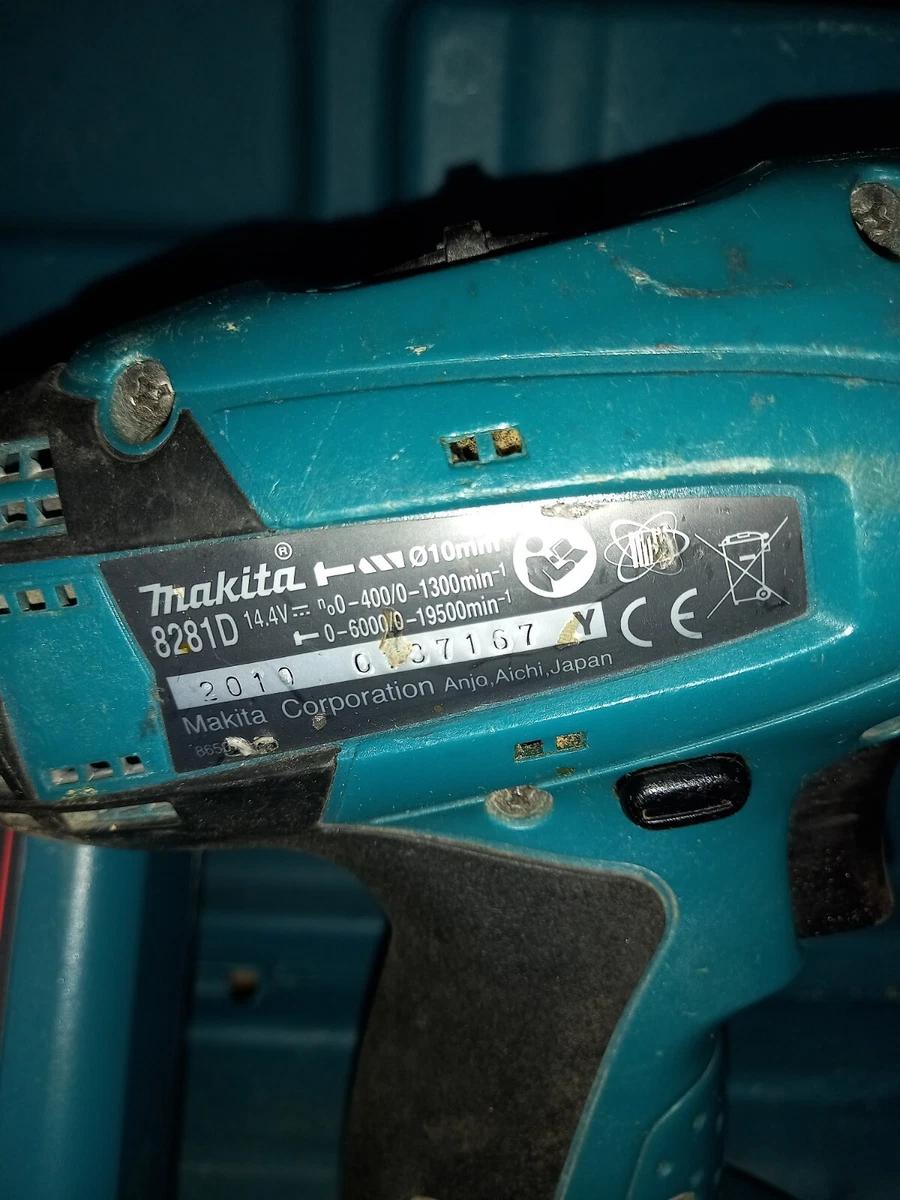 makita® Ø10mm
8281D 14.4V n₀0-400/0-1300min⁻¹
0-6000/0-19500min⁻¹
2010 Y
Makita Corporation Anjo,Aichi,Japan
CE